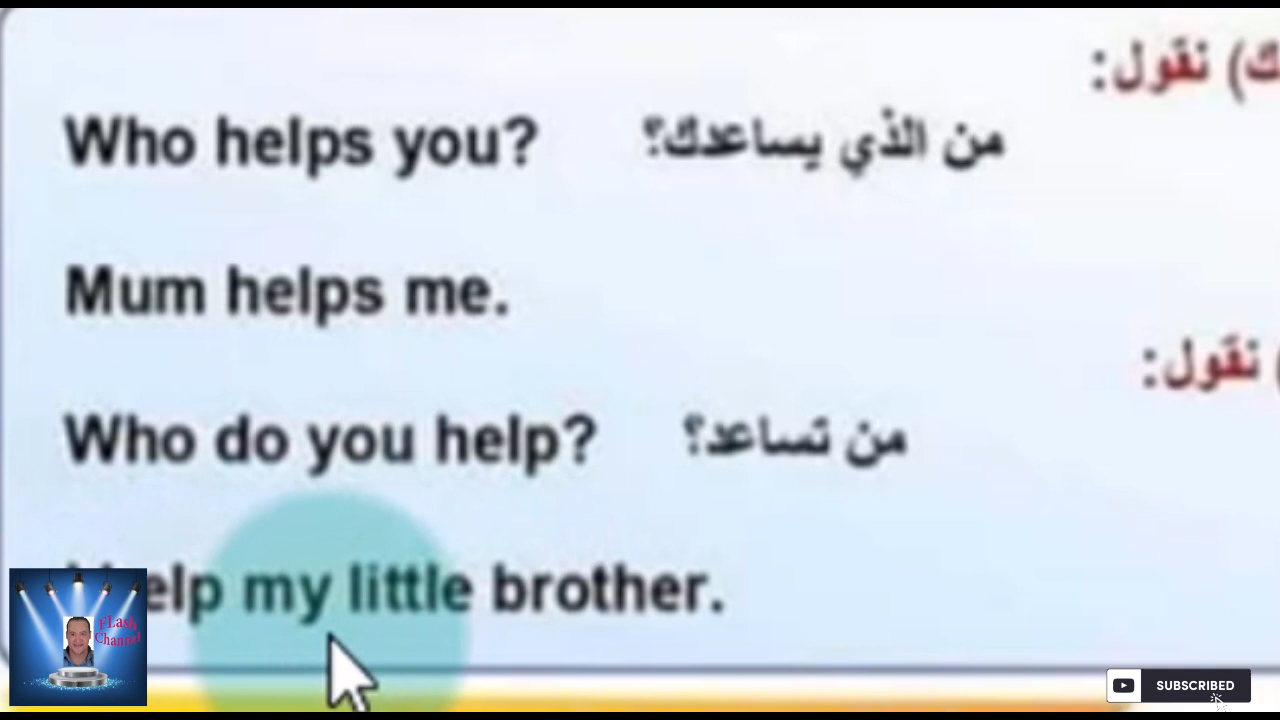 نقول:
Who helps you? من الذي يساعدك؟
Mum helps me.
نقول:
Who do you help? من تساعد؟
my little brother.
FLash
Channel
SUBSCRIBED